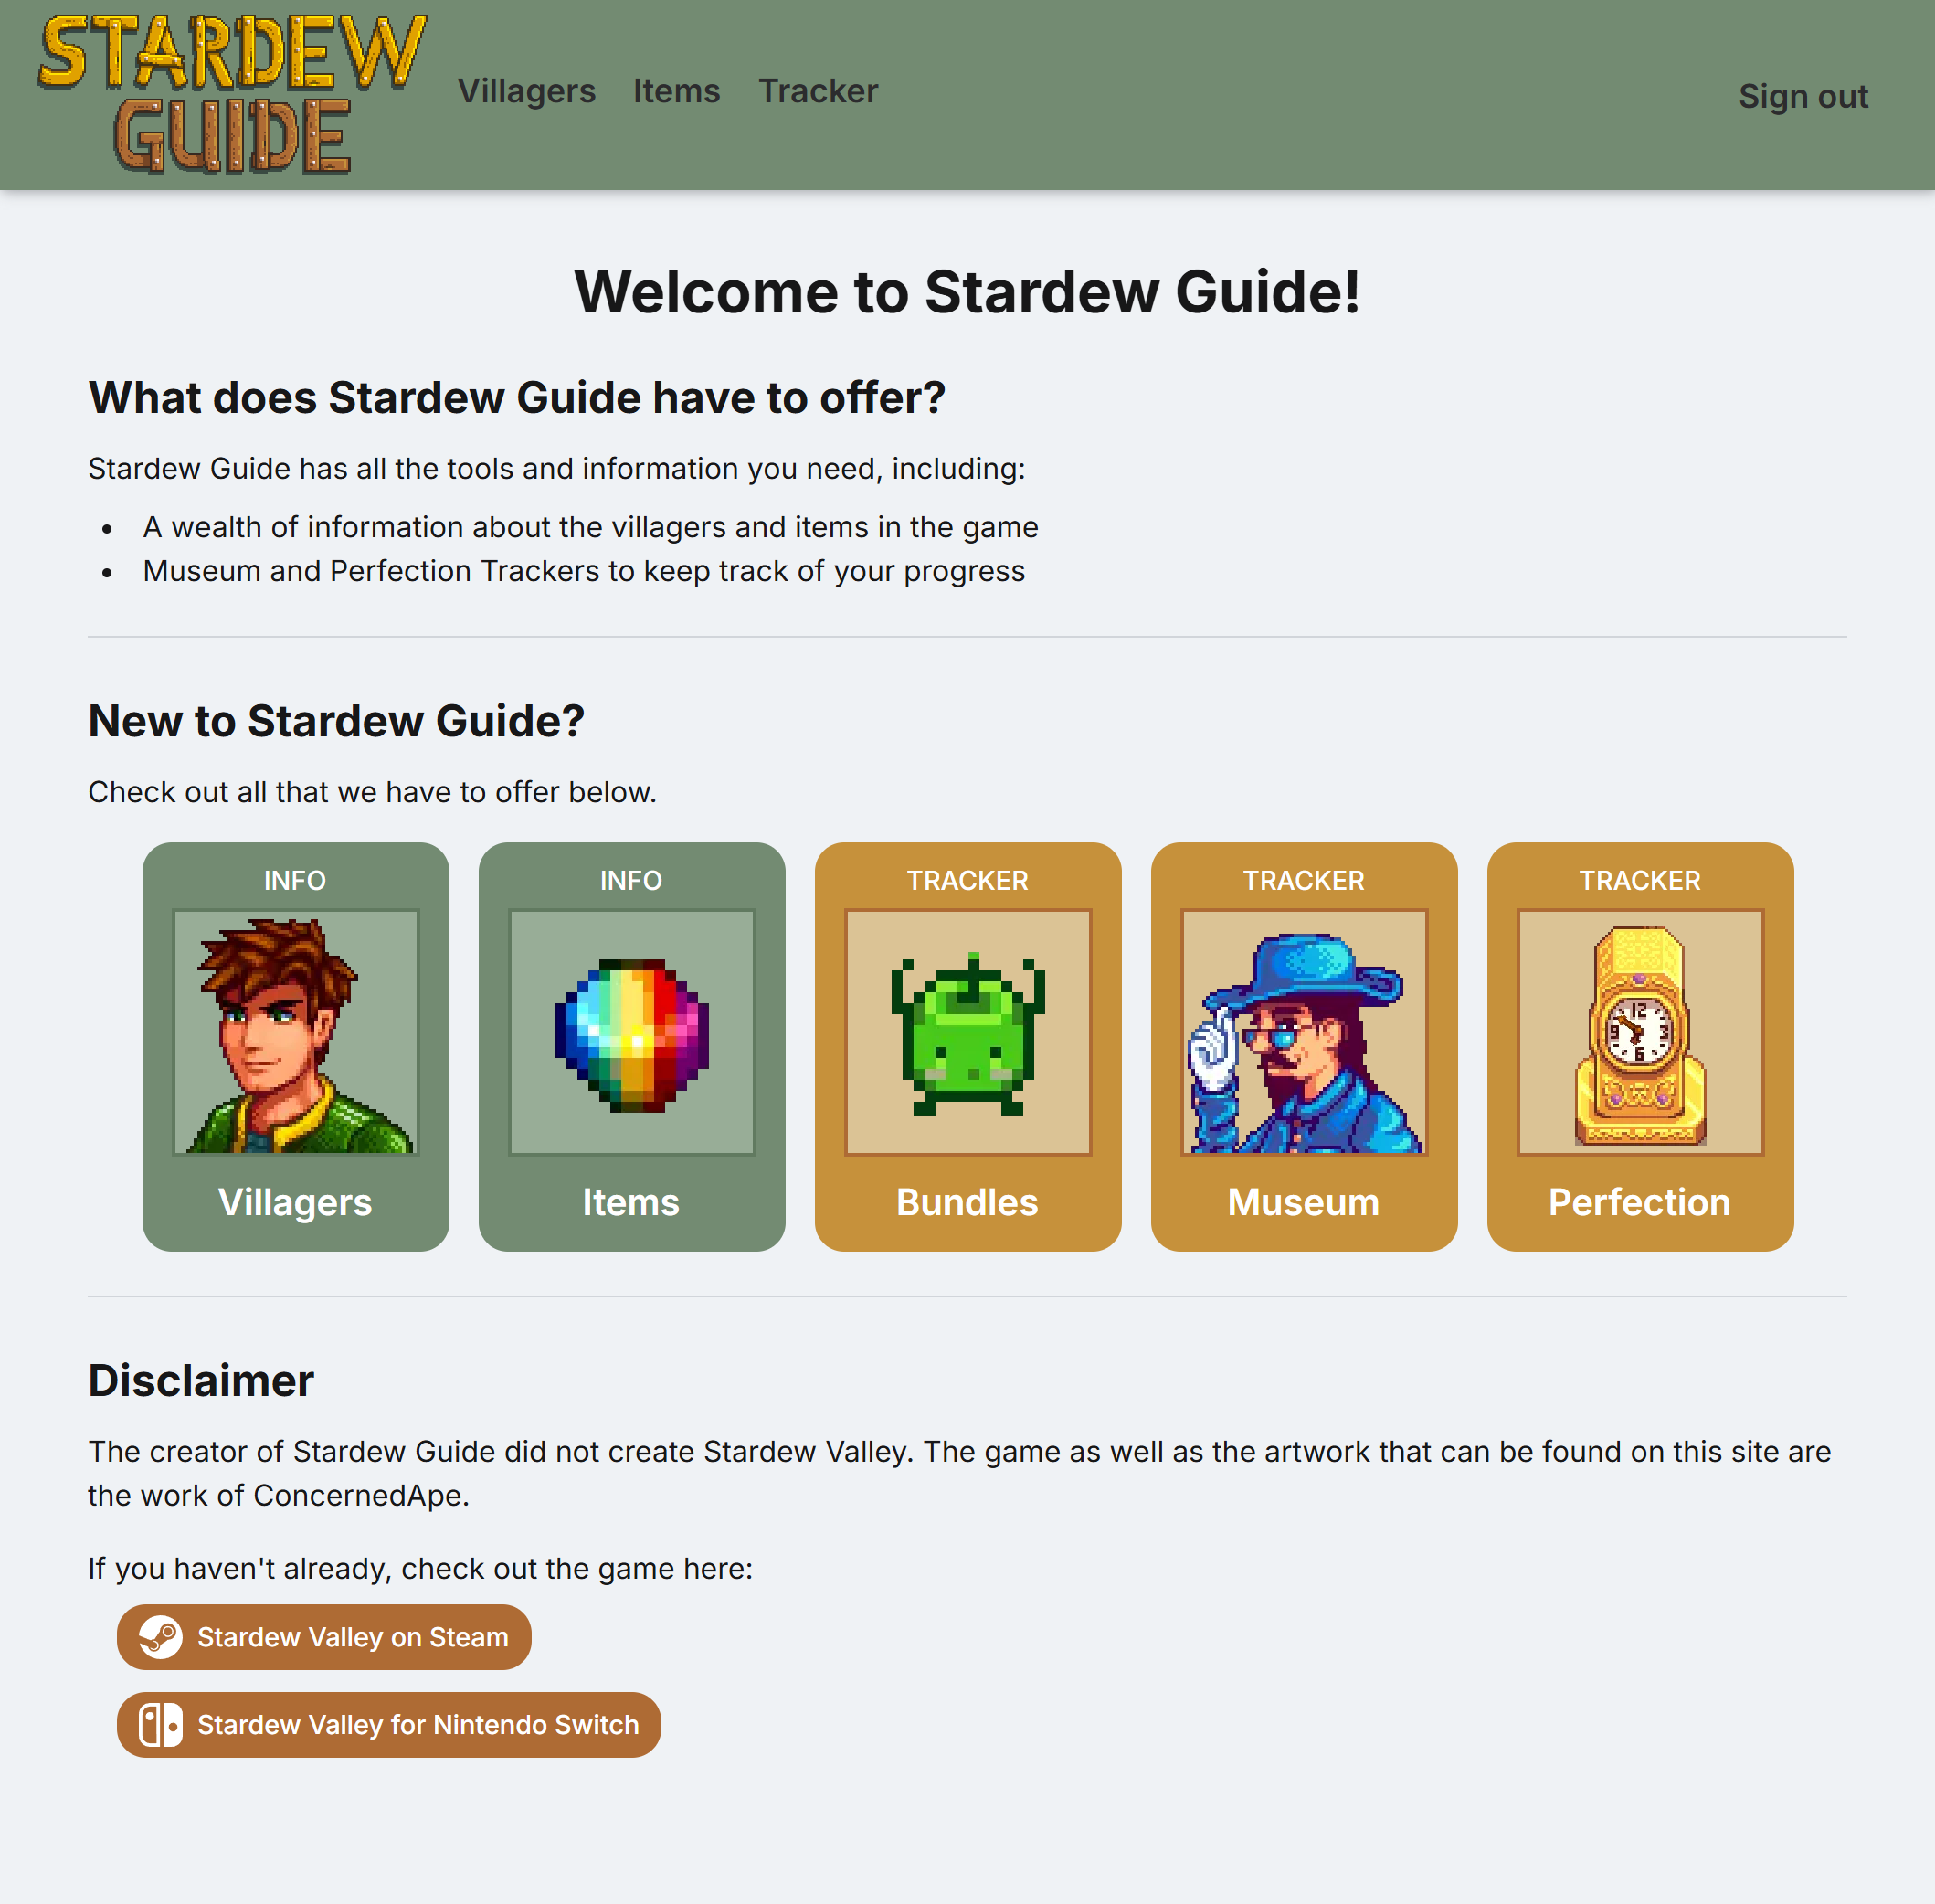 STARDEW
GUIDE
Villagers Items Tracker
Sign out
Welcome to Stardew Guide!
What does Stardew Guide have to offer?
Stardew Guide has all the tools and information you need, including:
• A wealth of information about the villagers and items in the game
• Museum and Perfection Trackers to keep track of your progress
New to Stardew Guide?
Check out all that we have to offer below.
INFO
Villagers
INFO
Items
TRACKER
Bundles
TRACKER
Museum
TRACKER
12
9 3
6
Perfection
Disclaimer
The creator of Stardew Guide did not create Stardew Valley. The game as well as the artwork that can be found on this site are
the work of ConcernedApe.
If you haven't already, check out the game here:
Stardew Valley on Steam
Stardew Valley for Nintendo Switch